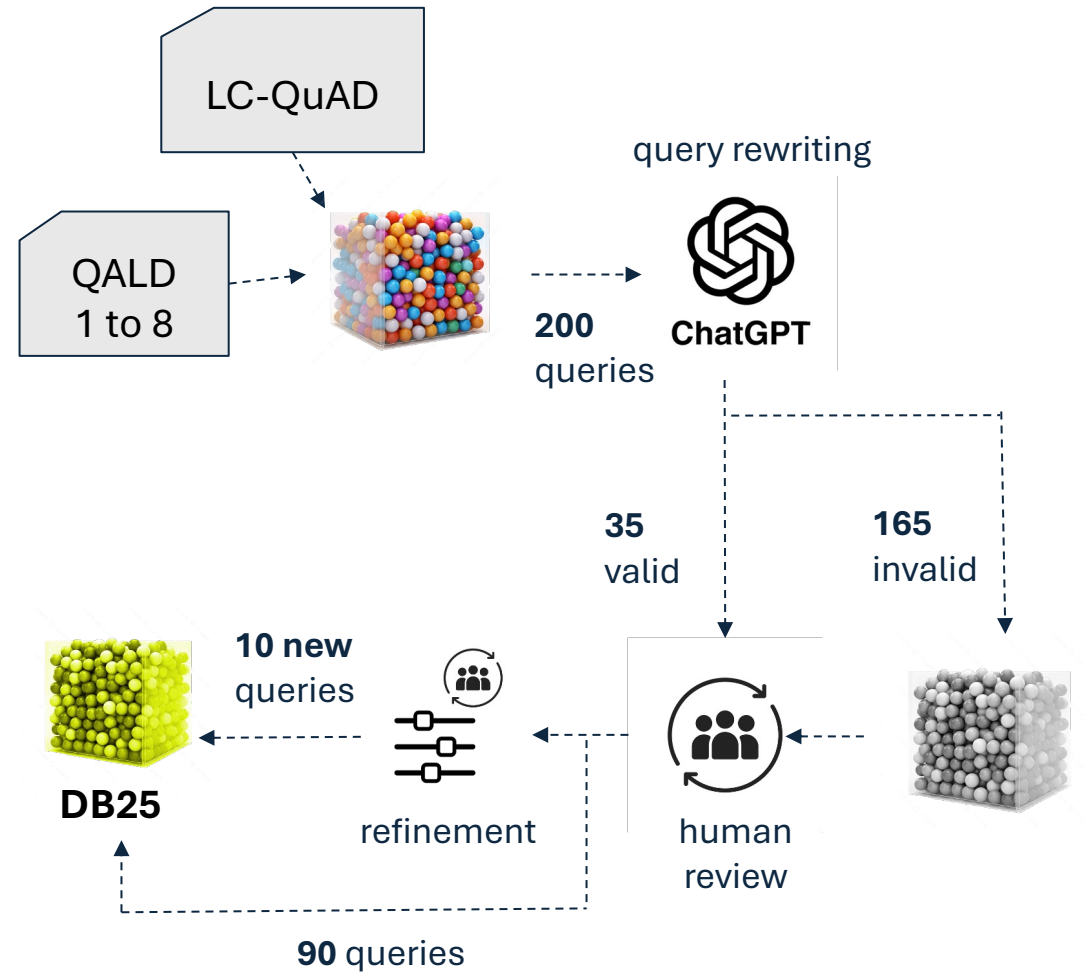 LC-QuAD
query rewriting
QALD
1 to 8
200
queries
ChatGPT
35
valid
165
invalid
10 new
queries
DB25
refinement
human
review
90 queries